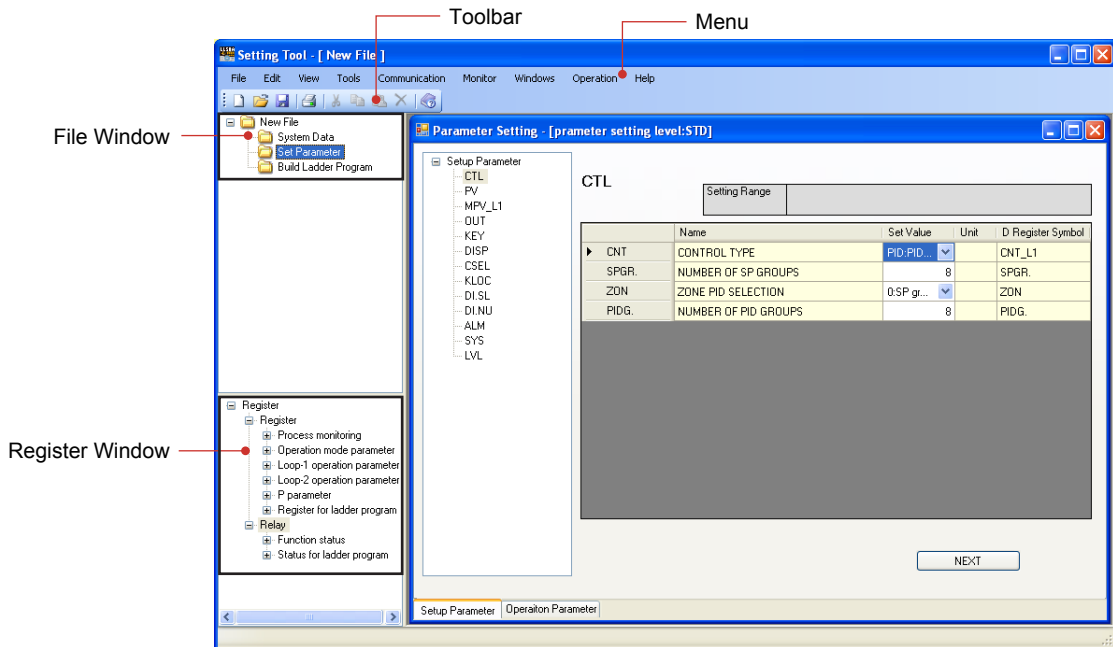 Toolbar
Menu
Setting Tool - [ New File ]
File Edit View Tools Communication Monitor Windows Operation Help
File Window
New File
System Data
Set Parameter
Build Ladder Program
Parameter Setting - [prameter setting level:STD]
Setup Parameter
CTL
PV
MPV_L1
OUT
KEY
DISP
CSEL
KLOC
DI.SL
DI.NU
ALM
SYS
LVL
CTL
Setting Range
Name Set Value Unit D Register Symbol
CNT CONTROL TYPE PID:PID... CNT_L1
SPGR. NUMBER OF SP GROUPS 8 SPGR.
ZON ZONE PID SELECTION 0:SP gr... ZON
PIDG. NUMBER OF PID GROUPS 8 PIDG.
Register Window
Register
Register
Process monitoring
Operation mode parameter
Loop-1 operation parameter
Loop-2 operation parameter
P parameter
Register for ladder program
Relay
Function status
Status for ladder program
NEXT
Setup Parameter Operaiton Parameter